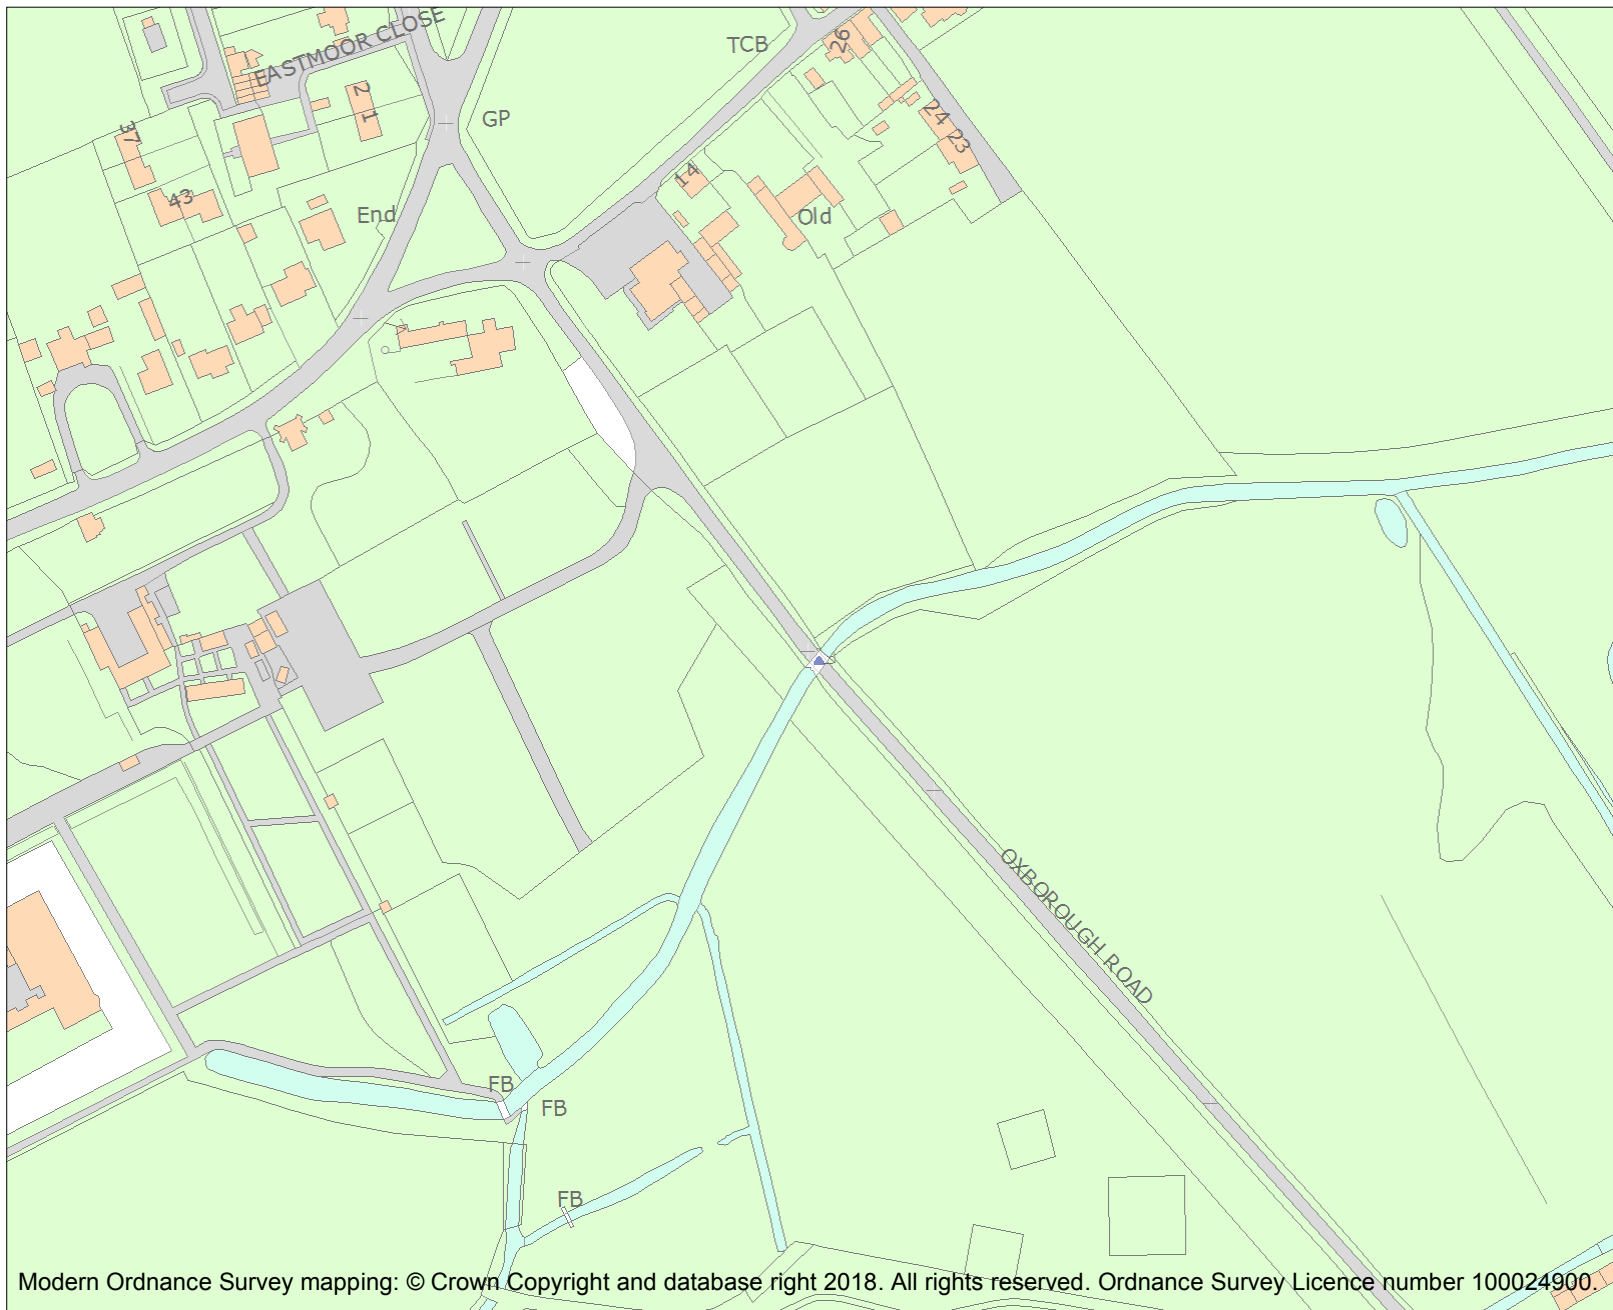 EASTMOOR CLOSE
TCB
26
2
1
GP
37
24 23
14
43
End
Old
OXBOROUGH ROAD
FB
FB
FB
Modern Ordnance Survey mapping: © Crown Copyright and database right 2018. All rights reserved. Ordnance Survey Licence number 100024900.